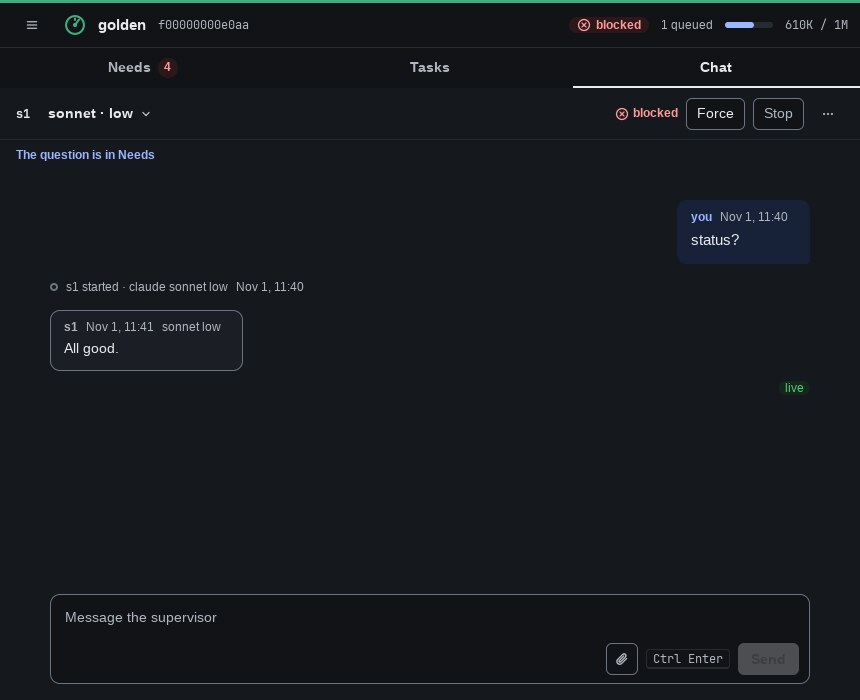 golden f00000000e0aa blocked 1 queued 610K / 1M
Needs 4 Tasks Chat
s1 sonnet · low blocked Force Stop ···
The question is in Needs
you Nov 1, 11:40
status?
s1 started · claude sonnet low Nov 1, 11:40
s1 Nov 1, 11:41 sonnet low
All good.
live
Message the supervisor
Ctrl Enter Send